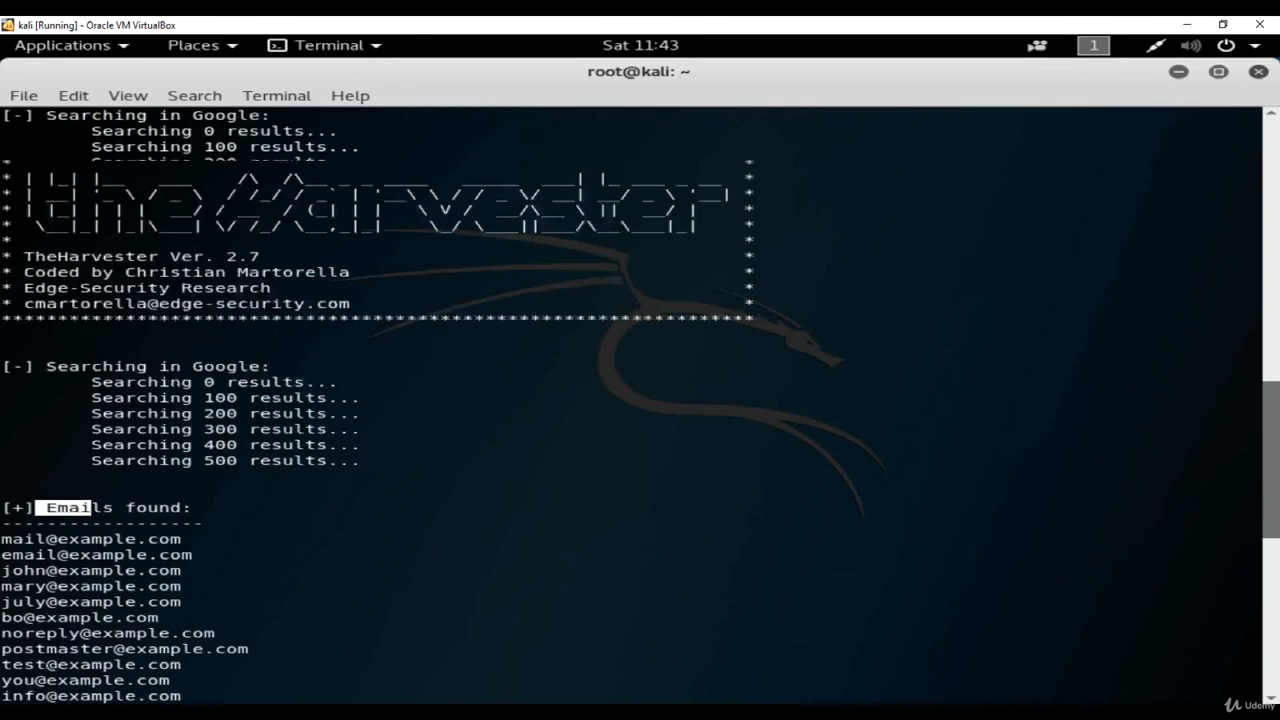 kali [Running] - Oracle VM VirtualBox
Applications Places Terminal Sat 11:43 1
root@kali: ~
File Edit View Search Terminal Help
[-] Searching in Google:
Searching 0 results...
Searching 100 results...
* *
* theHarvester *
* TheHarvester Ver. 2.7 *
* Coded by Christian Martorella *
* Edge-Security Research *
* cmartorella@edge-security.com *
*******************************************************************
[-] Searching in Google:
Searching 0 results...
Searching 100 results...
Searching 200 results...
Searching 300 results...
Searching 400 results...
Searching 500 results...
[+] Emails found:
------------------
mail@example.com
email@example.com
john@example.com
mary@example.com
july@example.com
bo@example.com
noreply@example.com
postmaster@example.com
test@example.com
you@example.com
info@example.com
Udemy